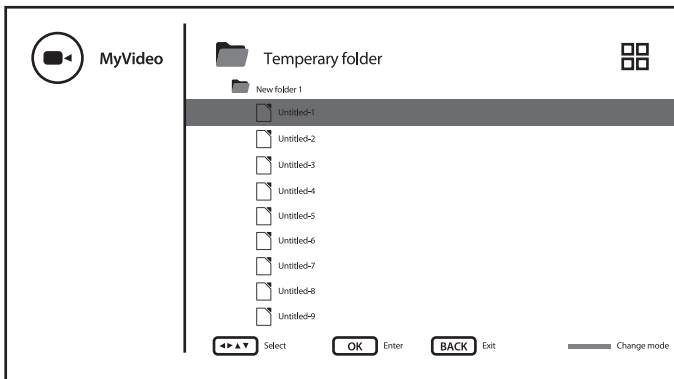 MyVideo
Temperary folder
New folder 1
Untitled-1
Untitled-2
Untitled-3
Untitled-4
Untitled-5
Untitled-6
Untitled-7
Untitled-8
Untitled-9
◄►▲▼ Select OK Enter BACK Exit Change mode